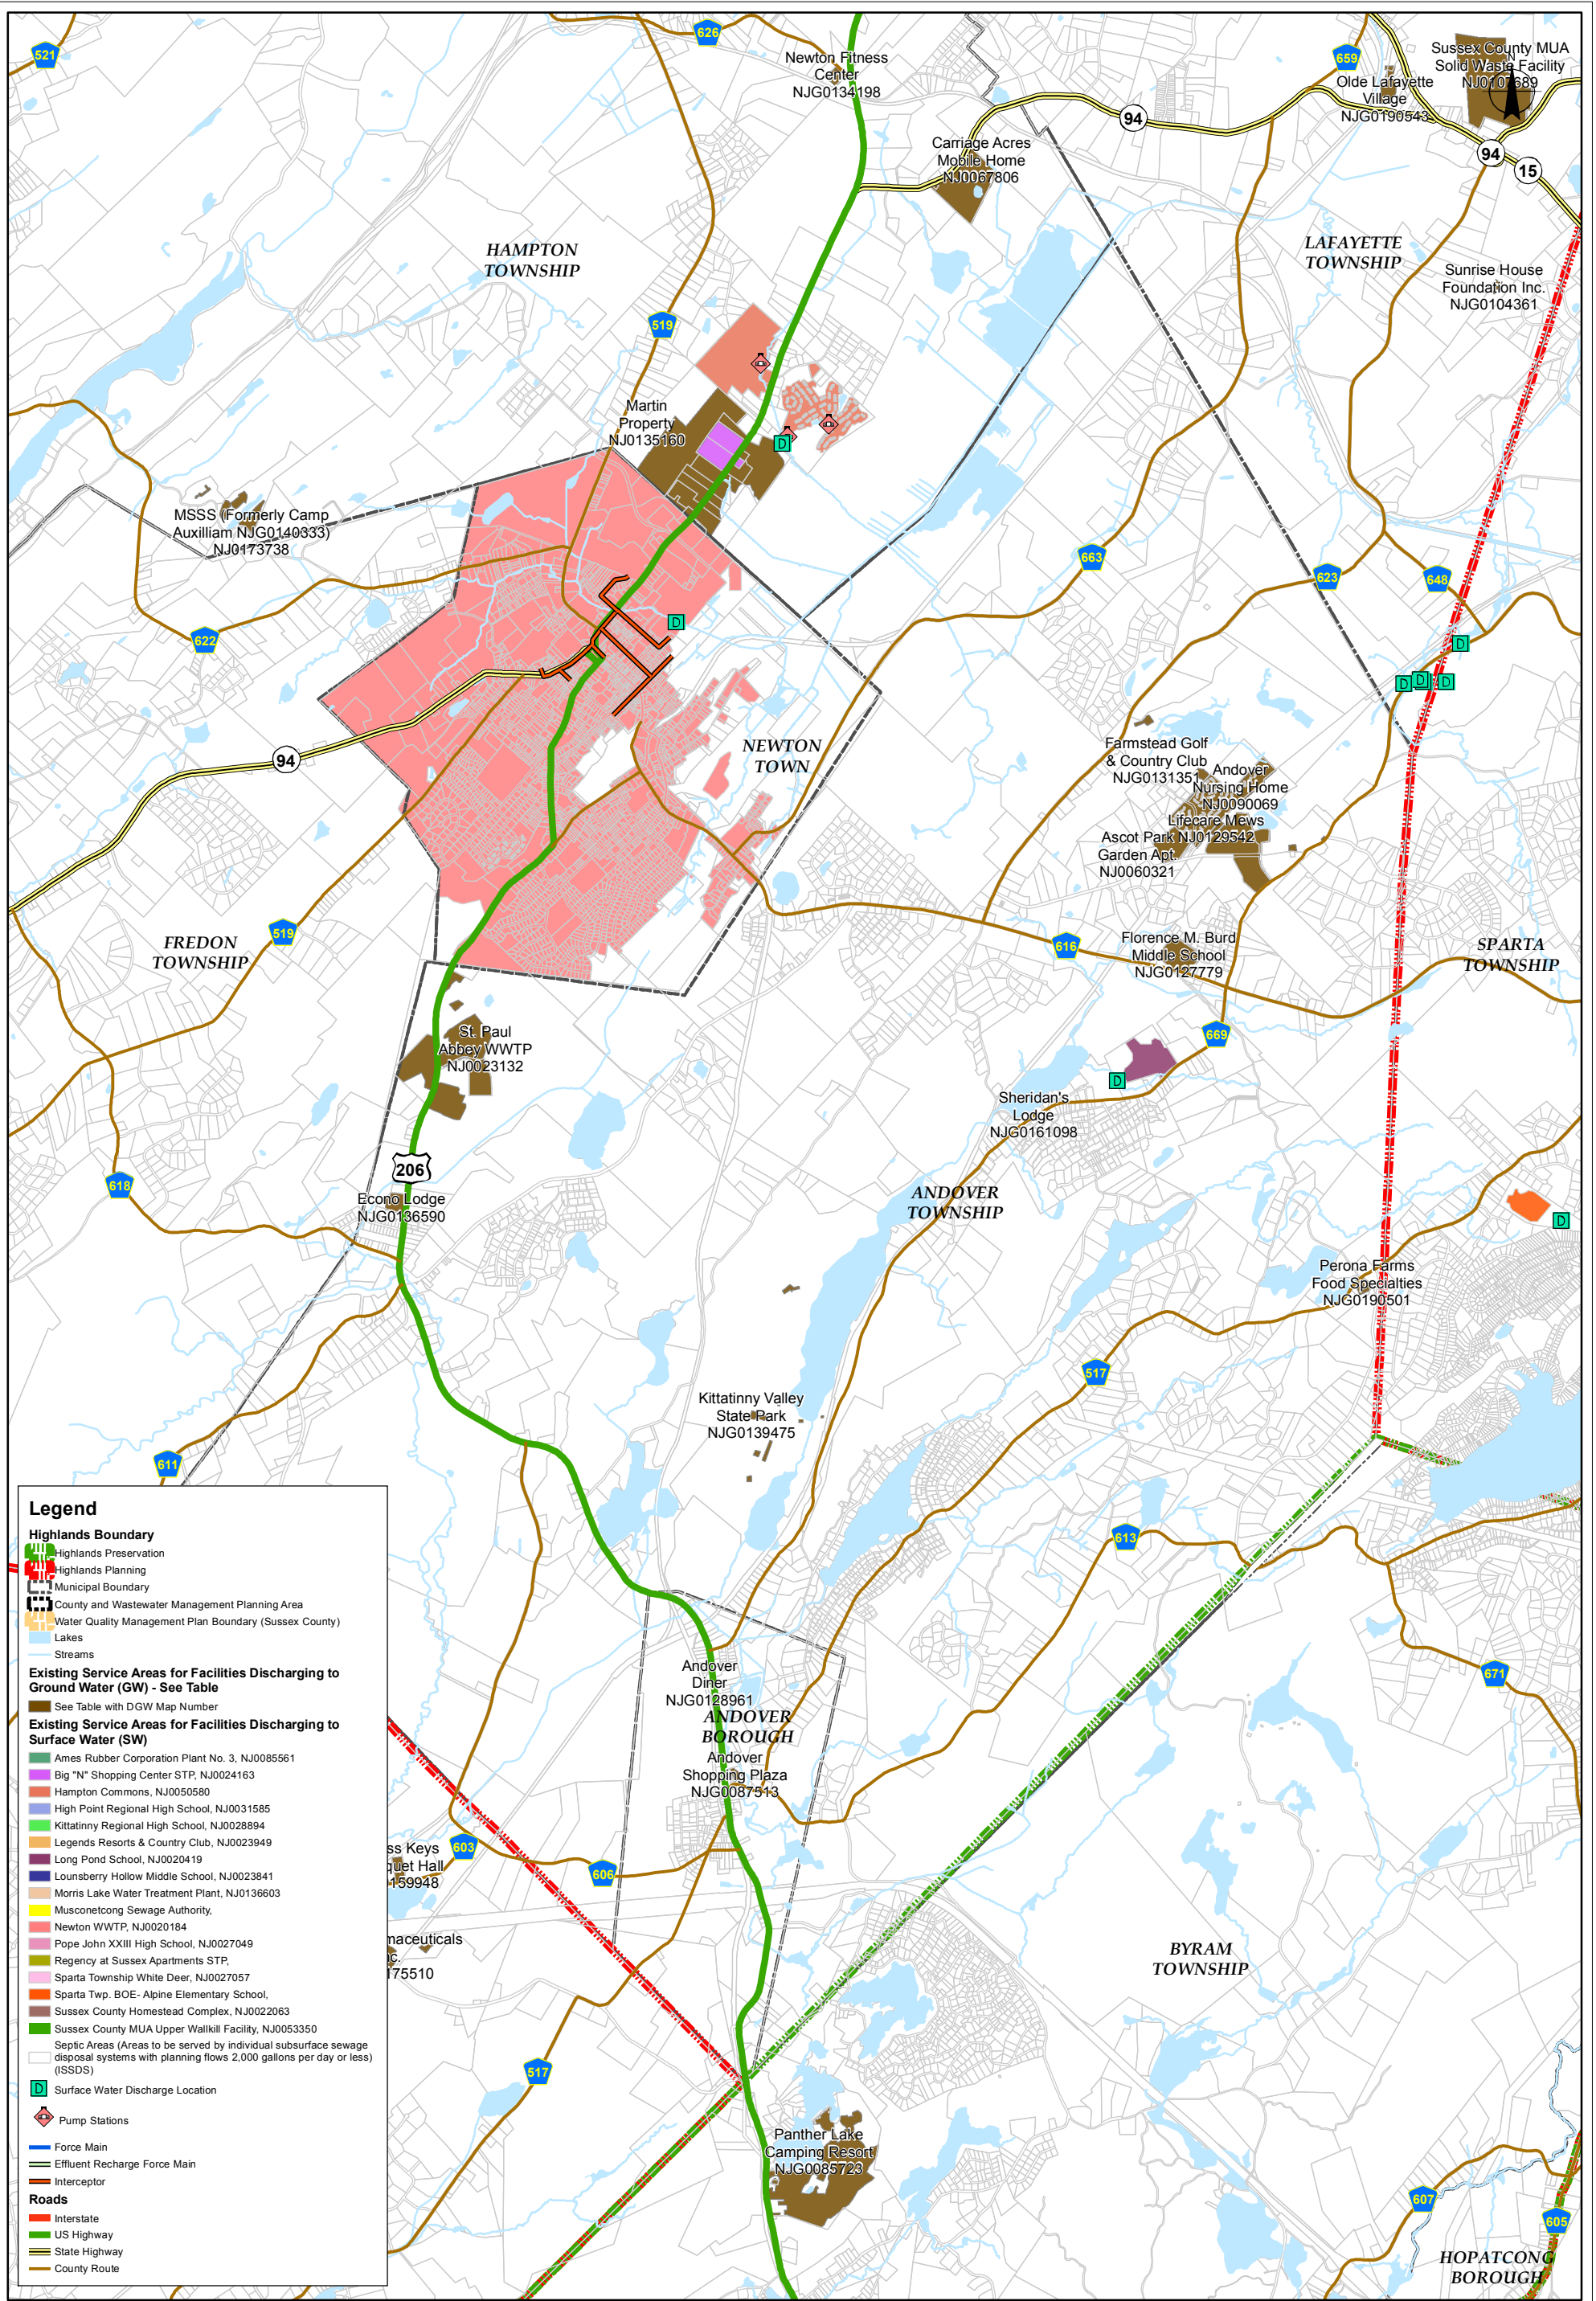 521
626
Newton Fitness
Center
NJG0134198
659
Sussex County MUA
Solid Waste Facility
NJ0107689
N
Olde Lafayette
Village
NJG0190543
94
94
15
Carriage Acres
Mobile Home
NJ0067806
HAMPTON
TOWNSHIP
LAFAYETTE
TOWNSHIP
Sunrise House
Foundation Inc.
NJG0104361
519
Martin
Property
NJ0135160
D
MSSS (Formerly Camp
Auxilliam NJG0140333)
NJ0173738
663
623
648
622
D
D
D
D
D
94
NEWTON
TOWN
Farmstead Golf
& Country Club
NJG0131351
Andover
Nursing Home
NJ0090069
Lifecare Mews
NJ0129542
Ascot Park
Garden Apt.
NJ0060321
519
FREDON
TOWNSHIP
616
Florence M. Burd
Middle School
NJG0127779
SPARTA
TOWNSHIP
St. Paul
Abbey WWTP
NJ0023132
669
D
Sheridan's
Lodge
NJG0161098
206
618
Econo Lodge
NJG0136590
ANDOVER
TOWNSHIP
D
Perona Farms
Food Specialties
NJG0190501
517
Kittatinny Valley
State Park
NJG0139475
611
613
671
Andover
Diner
NJG0128961
ANDOVER
BOROUGH
Andover
Shopping Plaza
NJG0087513
ss Keys
quet Hall
159948
603
606
maceuticals
nc.
175510
BYRAM
TOWNSHIP
517
Panther Lake
Camping Resort
NJG0085723
607
605
HOPATCONG
BOROUGH
Legend
Highlands Boundary
Highlands Preservation
Highlands Planning
Municipal Boundary
County and Wastewater Management Planning Area
Water Quality Management Plan Boundary (Sussex County)
Lakes
Streams
Existing Service Areas for Facilities Discharging to
Ground Water (GW) - See Table
See Table with DGW Map Number
Existing Service Areas for Facilities Discharging to
Surface Water (SW)
Ames Rubber Corporation Plant No. 3, NJ0085561
Big "N" Shopping Center STP, NJ0024163
Hampton Commons, NJ0050580
High Point Regional High School, NJ0031585
Kittatinny Regional High School, NJ0028894
Legends Resorts & Country Club, NJ0023949
Long Pond School, NJ0020419
Lounsberry Hollow Middle School, NJ0023841
Morris Lake Water Treatment Plant, NJ0136603
Musconetcong Sewage Authority,
Newton WWTP, NJ0020184
Pope John XXIII High School, NJ0027049
Regency at Sussex Apartments STP,
Sparta Township White Deer, NJ0027057
Sparta Twp. BOE- Alpine Elementary School,
Sussex County Homestead Complex, NJ0022063
Sussex County MUA Upper Wallkill Facility, NJ0053350
Septic Areas (Areas to be served by individual subsurface sewage
disposal systems with planning flows 2,000 gallons per day or less)
(ISSDS)
D Surface Water Discharge Location
Pump Stations
Force Main
Effluent Recharge Force Main
Interceptor
Roads
Interstate
US Highway
State Highway
County Route